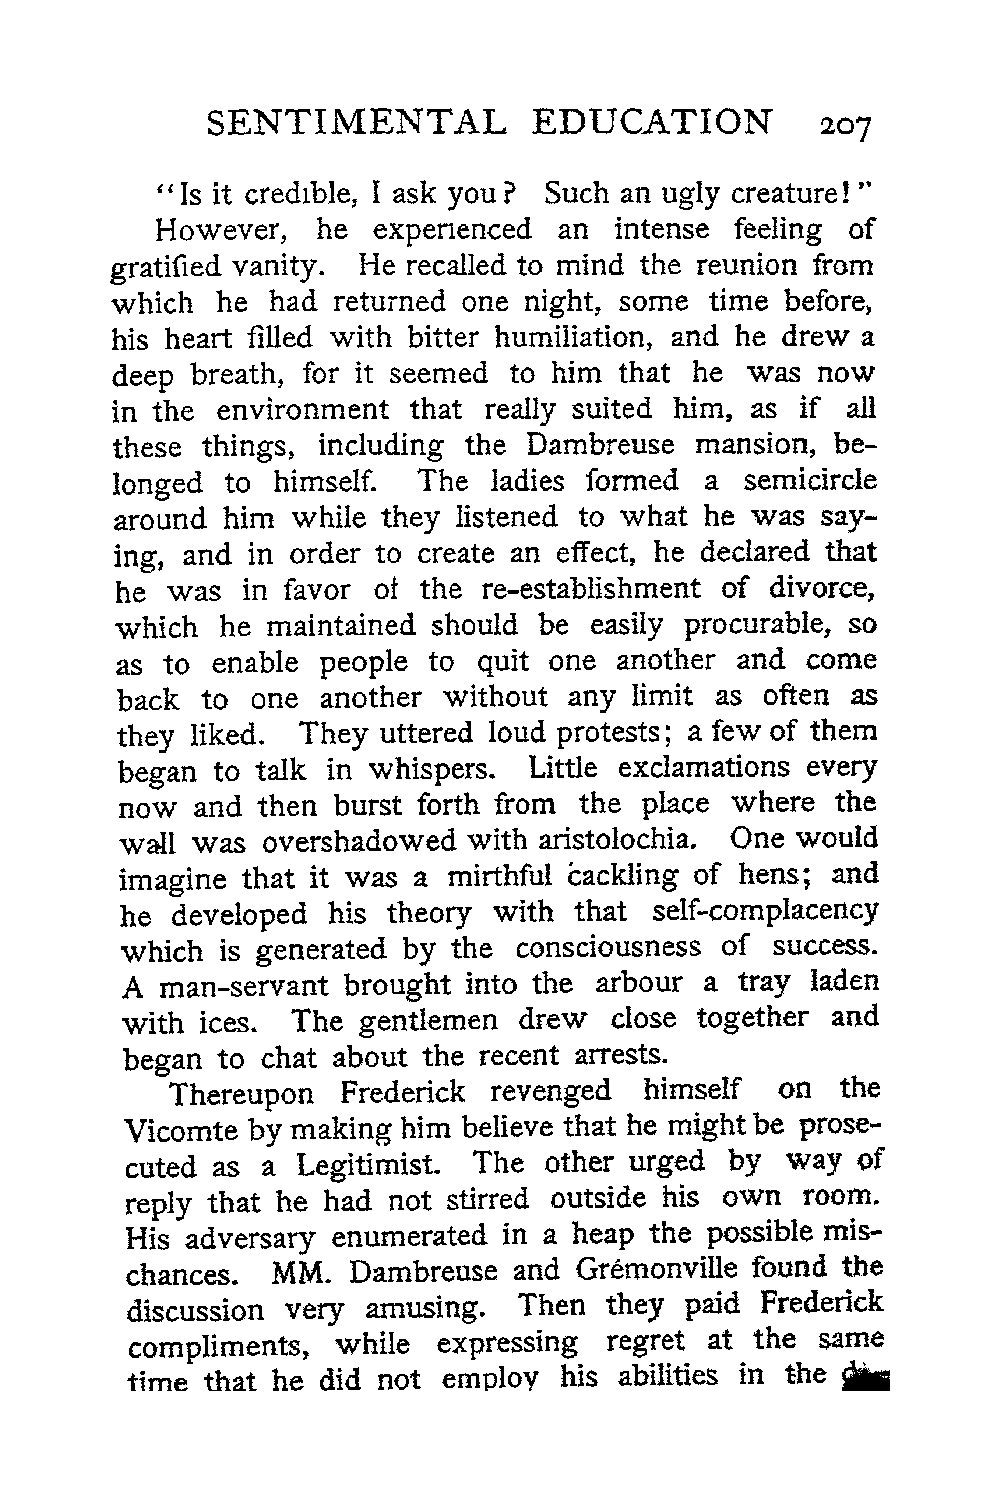 SENTIMENTAL EDUCATION 207
“Is it credible, I ask you? Such an ugly creature!”
However, he experienced an intense feeling of
gratified vanity. He recalled to mind the reunion from
which he had returned one night, some time before,
his heart filled with bitter humiliation, and he drew a
deep breath, for it seemed to him that he was now
in the environment that really suited him, as if all
these things, including the Dambreuse mansion, be-
longed to himself. The ladies formed a semicircle
around him while they listened to what he was say-
ing, and in order to create an effect, he declared that
he was in favor of the re-establishment of divorce,
which he maintained should be easily procurable, so
as to enable people to quit one another and come
back to one another without any limit as often as
they liked. They uttered loud protests; a few of them
began to talk in whispers. Little exclamations every
now and then burst forth from the place where the
wall was overshadowed with aristolochia. One would
imagine that it was a mirthful cackling of hens; and
he developed his theory with that self-complacency
which is generated by the consciousness of success.
A man-servant brought into the arbour a tray laden
with ices. The gentlemen drew close together and
began to chat about the recent arrests.
Thereupon Frederick revenged himself on the
Vicomte by making him believe that he might be prose-
cuted as a Legitimist. The other urged by way of
reply that he had not stirred outside his own room.
His adversary enumerated in a heap the possible mis-
chances. MM. Dambreuse and Grémonville found the
discussion very amusing. Then they paid Frederick
compliments, while expressing regret at the same
time that he did not employ his abilities in the